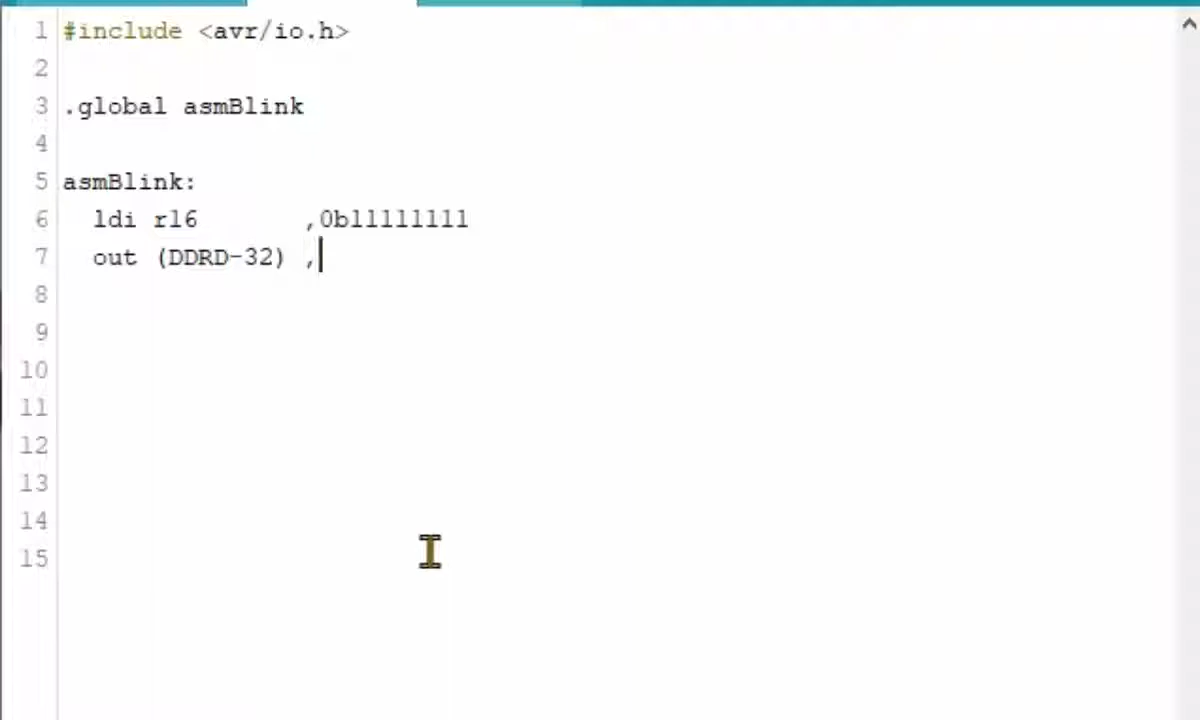 1 #include <avr/io.h>
2
3 .global asmBlink
4
5 asmBlink:
6   ldi r16       ,0b11111111
7   out (DDRD-32) ,
8
9
10
11
12
13
14
15